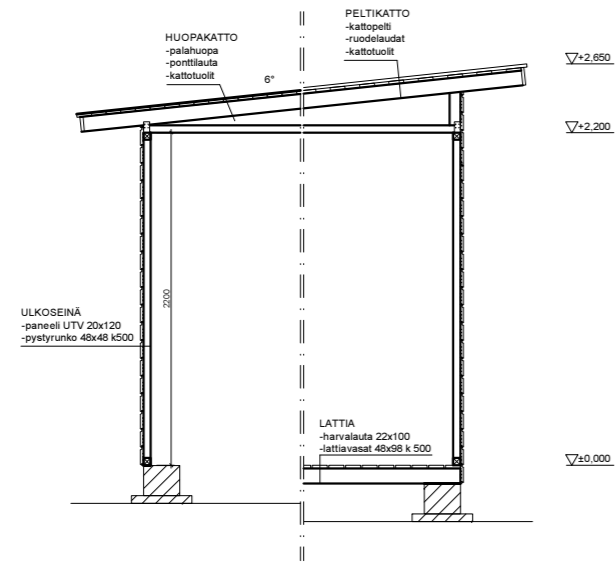 PELTIKATTO
-kattopelti
-ruodelaudat
-kattotuolit
HUOPAKATTO
-palahuopa
-ponttilauta
-kattotuolit
6°
+2,650
+2,200
2200
ULKOSEINÄ
-paneeli UTV 20x120
-pystyrunko 48x48 k500
LATTIA
-harvalauta 22x100
-lattiavasat 48x98 k 500
±0,000